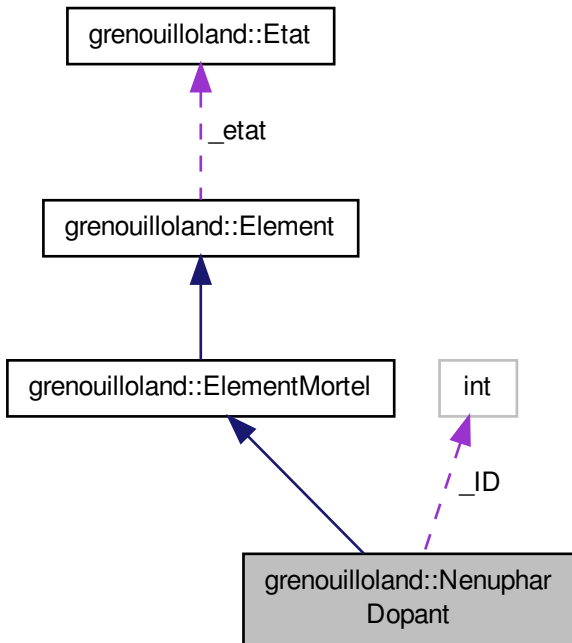 grenouilloland::Etat
_etat
grenouilloland::Element
grenouilloland::ElementMortel
int
_ID
grenouilloland::Nenuphar
Dopant